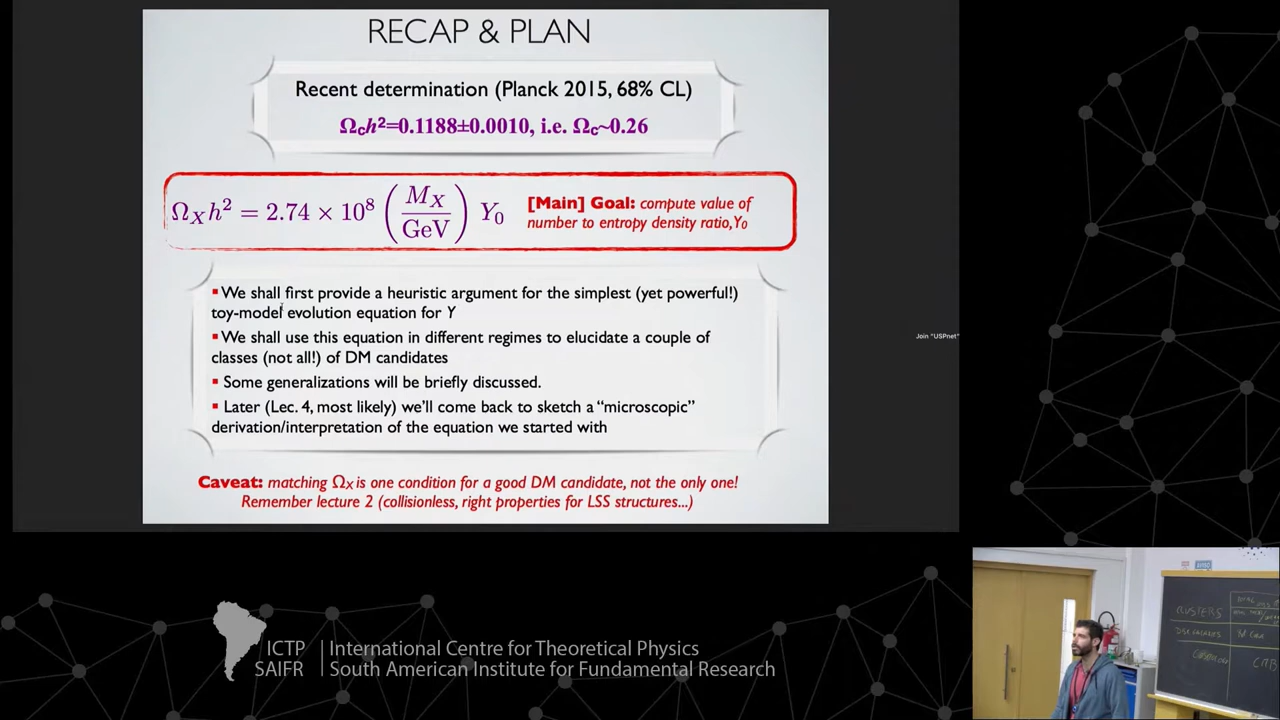 RECAP & PLAN
Recent determination (Planck 2015, 68% CL)
Ωch²=0.1188±0.0010, i.e. Ωc~0.26
Ω_X h² = 2.74 × 10⁸ (M_X / GeV) Y₀
[Main] Goal: compute value of
number to entropy density ratio,Y₀
▪We shall first provide a heuristic argument for the simplest (yet powerful!)
toy-model evolution equation for Y
▪We shall use this equation in different regimes to elucidate a couple of
classes (not all!) of DM candidates
▪ Some generalizations will be briefly discussed.
▪ Later (Lec. 4, most likely) we'll come back to sketch a “microscopic”
derivation/interpretation of the equation we started with
Caveat: matching Ωx is one condition for a good DM candidate, not the only one!
Remember lecture 2 (collisionless, right properties for LSS structures...)
Join "USPnet"
ICTP
SAIFR
International Centre for Theoretical Physics
South American Institute for Fundamental Research
CLUSTERS